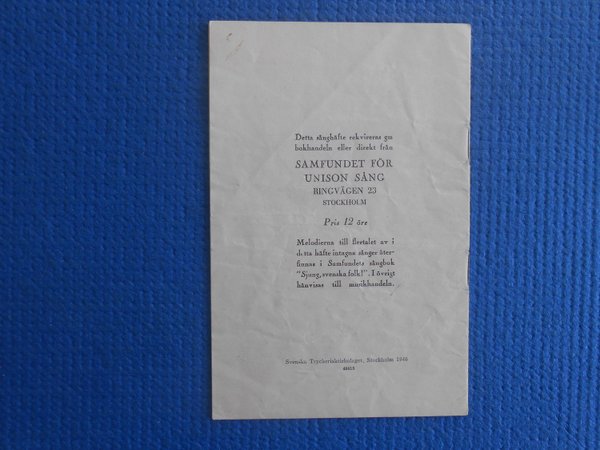 Detta sånghäfte rekvireras gm
bokhandeln eller direkt från
SAMFUNDET FÖR
UNISON SÅNG
RINGVÄGEN 23
STOCKHOLM
Pris 12 öre
Melodierna till flertalet av i
detta häfte intagna sånger åter-
finnas i Samfundets sångbok
"Sjung, svenska folk!". I övrigt
hänvisas till musikhandeln.
Svenska Tryckeriaktiebolaget, Stockholm 1946